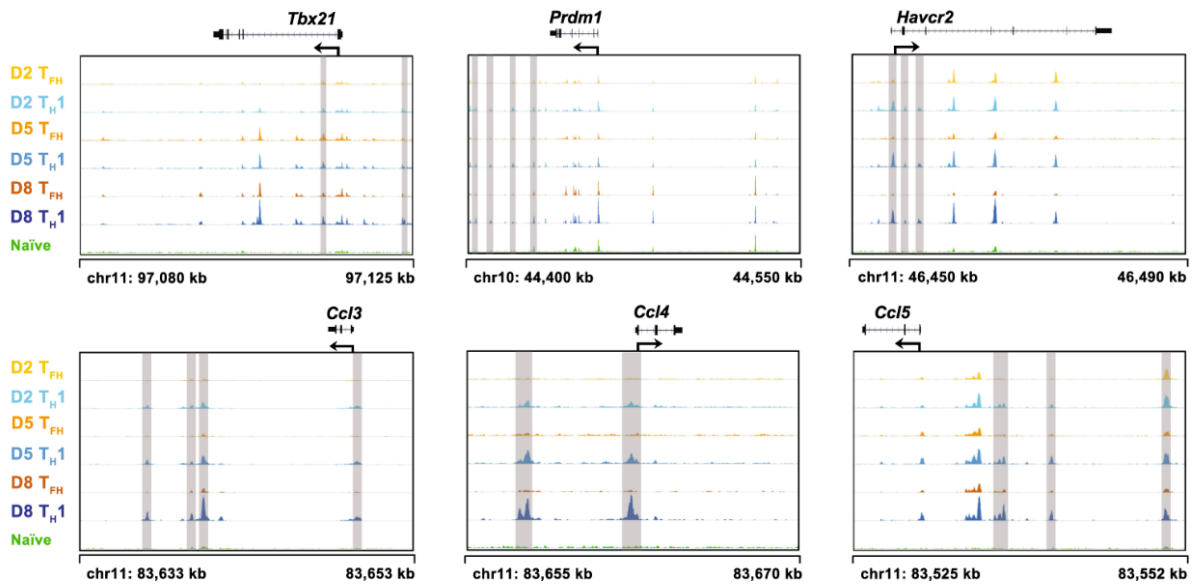 Tbx21 Prdm1 Havcr2
D2 TFH
D2 TH1
D5 TFH
D5 TH1
D8 TFH
D8 TH1
Naïve
chr11: 97,080 kb 97,125 kb chr10: 44,400 kb 44,550 kb chr11: 46,450 kb 46,490 kb
Ccl3 Ccl4 Ccl5
D2 TFH
D2 TH1
D5 TFH
D5 TH1
D8 TFH
D8 TH1
Naïve
chr11: 83,633 kb 83,653 kb chr11: 83,655 kb 83,670 kb chr11: 83,525 kb 83,552 kb